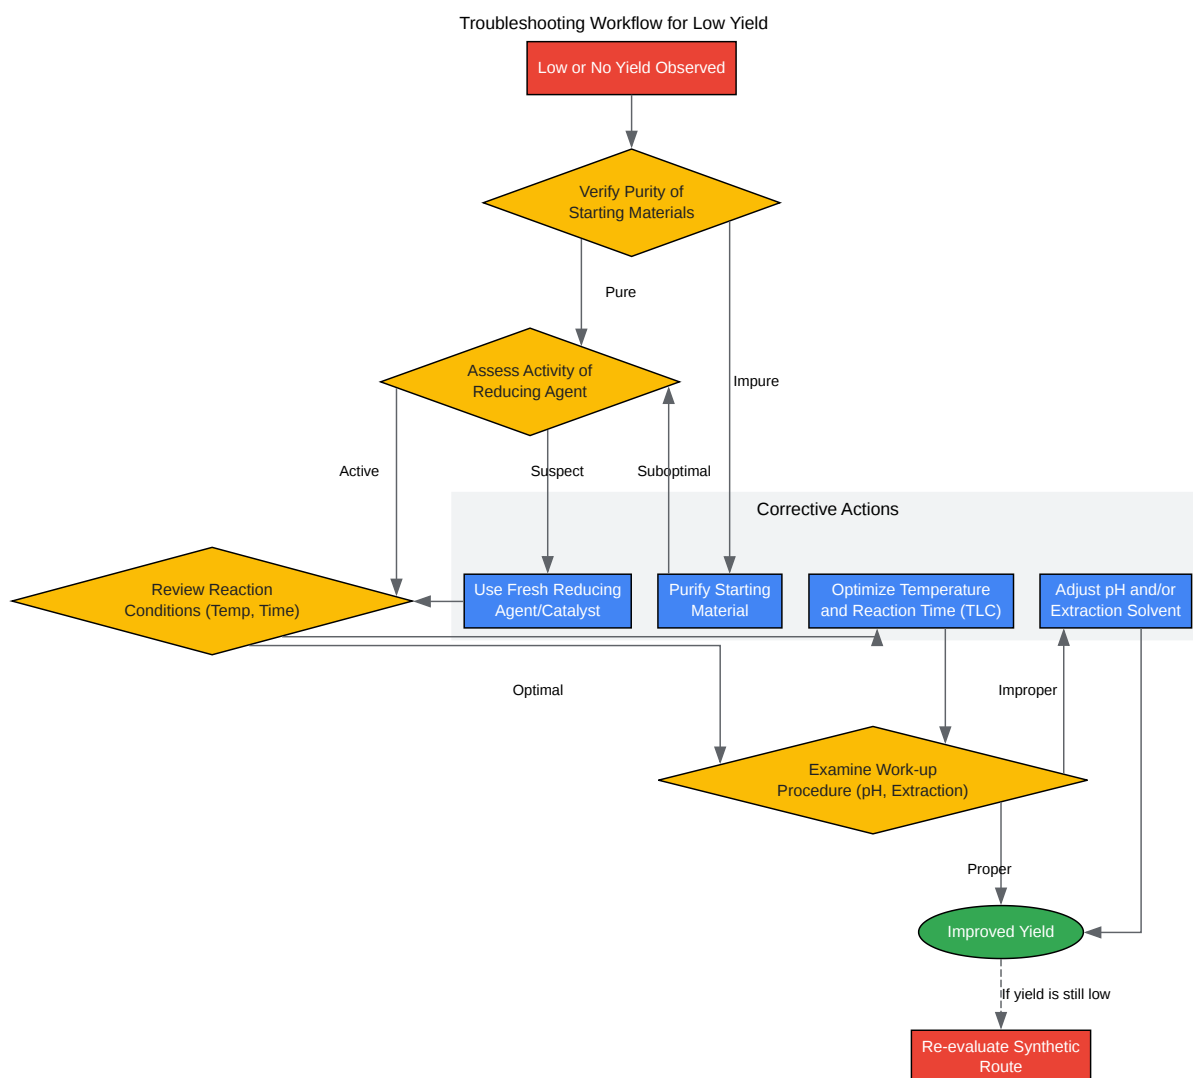 Troubleshooting Workflow for Low Yield
Low or No Yield Observed
Verify Purity of
Starting Materials
Pure
Impure
Assess Activity of
Reducing Agent
Active
Suspect
Suboptimal
Corrective Actions
Review Reaction
Conditions (Temp, Time)
Use Fresh Reducing
Agent/Catalyst
Purify Starting
Material
Optimize Temperature
and Reaction Time (TLC)
Adjust pH and/or
Extraction Solvent
Optimal
Improper
Examine Work-up
Procedure (pH, Extraction)
Proper
Improved Yield
If yield is still low
Re-evaluate Synthetic
Route